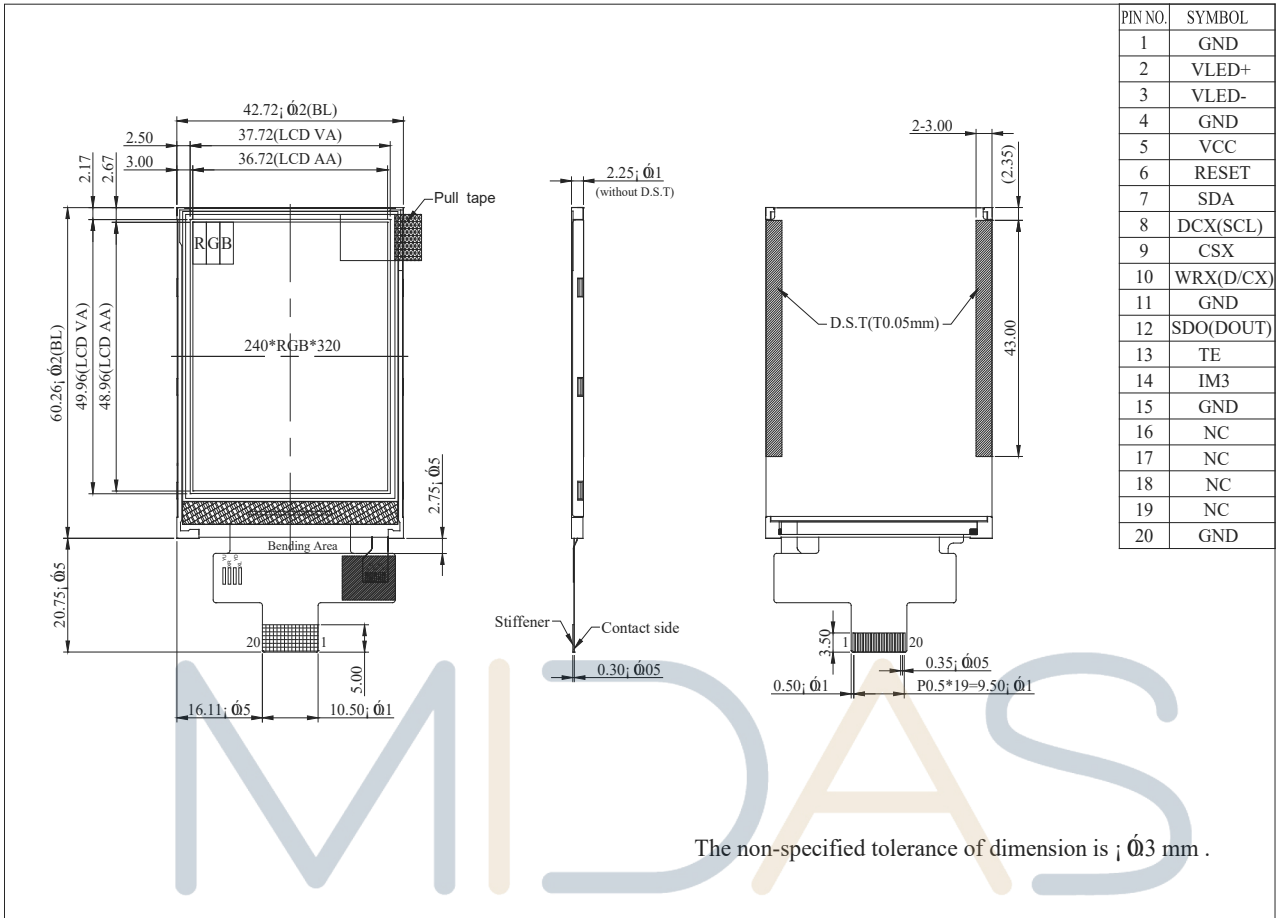 PIN NO. SYMBOL
1 GND
2 VLED+
3 VLED-
4 GND
5 VCC
6 RESET
7 SDA
8 DCX(SCL)
9 CSX
10 WRX(D/CX)
11 GND
12 SDO(DOUT)
13 TE
14 IM3
15 GND
16 NC
17 NC
18 NC
19 NC
20 GND
42.72¡Ó0.2(BL)
2.50
37.72(LCD VA)
3.00
36.72(LCD AA)
2.17
2.67
Pull tape
RGB
240*RGB*320
60.26¡Ó0.2(BL)
49.96(LCD VA)
48.96(LCD AA)
2.75¡Ó0.5
Bending Area
YU
XR
YD
XL
20.75¡Ó0.5
20
1
5.00
16.11¡Ó0.5
10.50¡Ó0.1
2.25¡Ó0.1
(without D.S.T)
Stiffener
Contact side
0.30¡Ó0.05
2-3.00
(2.35)
D.S.T(T0.05mm)
43.00
3.50
1
20
0.35¡Ó0.05
0.50¡Ó0.1
P0.5*19=9.50¡Ó0.1
MIDAS
The non-specified tolerance of dimension is ¡Ó0.3 mm .